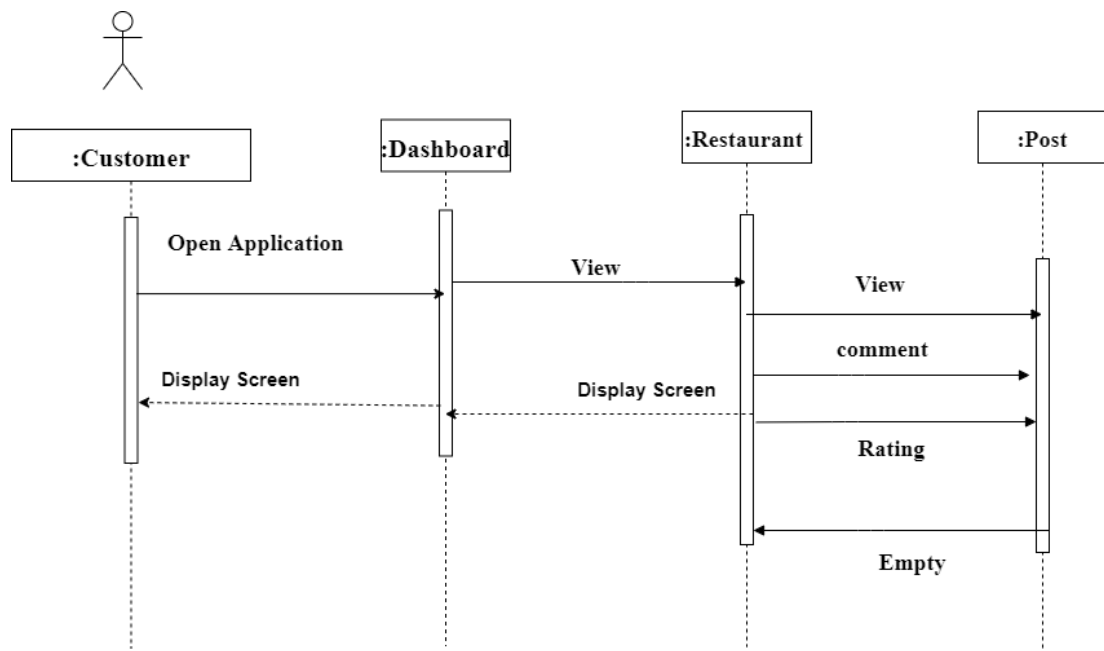 :Customer
:Dashboard
:Restaurant
:Post
Open Application
View
View
comment
Display Screen
Display Screen
Rating
Empty